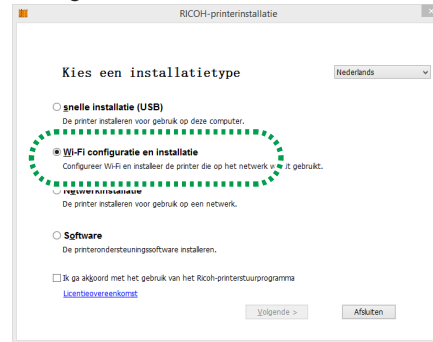 RICOH-printerinstallatie
Kies een installatietype
Nederlands
snelle installatie (USB)
De printer installeren voor gebruik op deze computer.
Wi-Fi configuratie en installatie
Configureer Wi-Fi en installeer de printer die op het netwerk wordt gebruikt.
Netwerkinstallatie
De printer installeren voor gebruik op een netwerk.
Software
De printerondersteuningssoftware installeren.
Ik ga akkoord met het gebruik van het Ricoh-printerstuurprogramma
Licentieovereenkomst
Volgende > Afsluiten